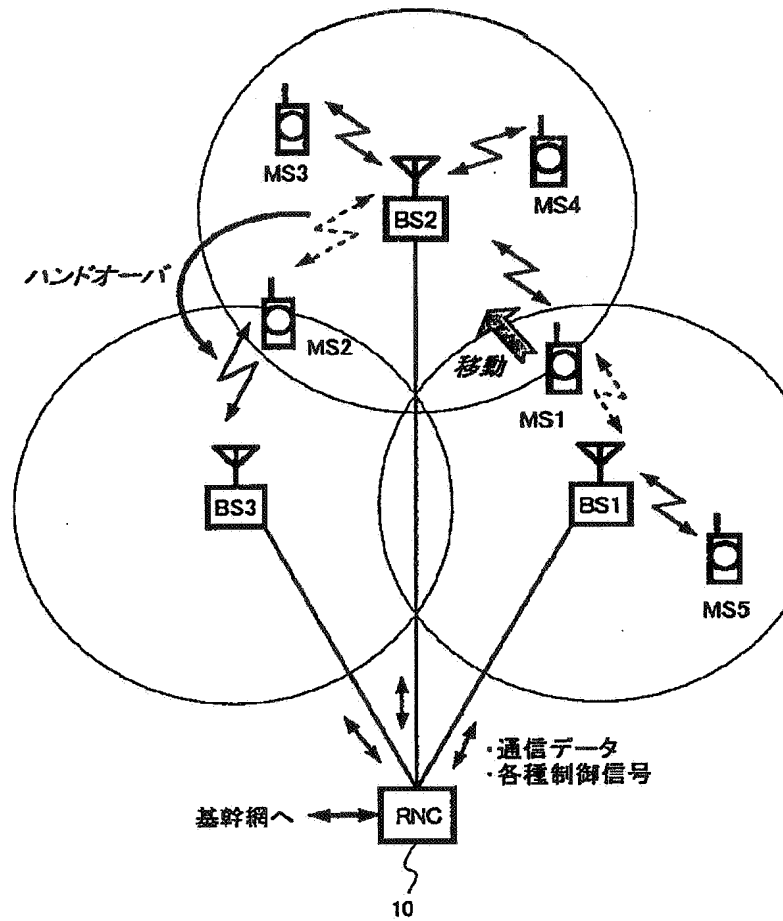 MS3
MS4
BS2
ハンドオーバ
MS2
移動
MS1
BS3
BS1
MS5
・通信データ
・各種制御信号
基幹網へ
RNC
10